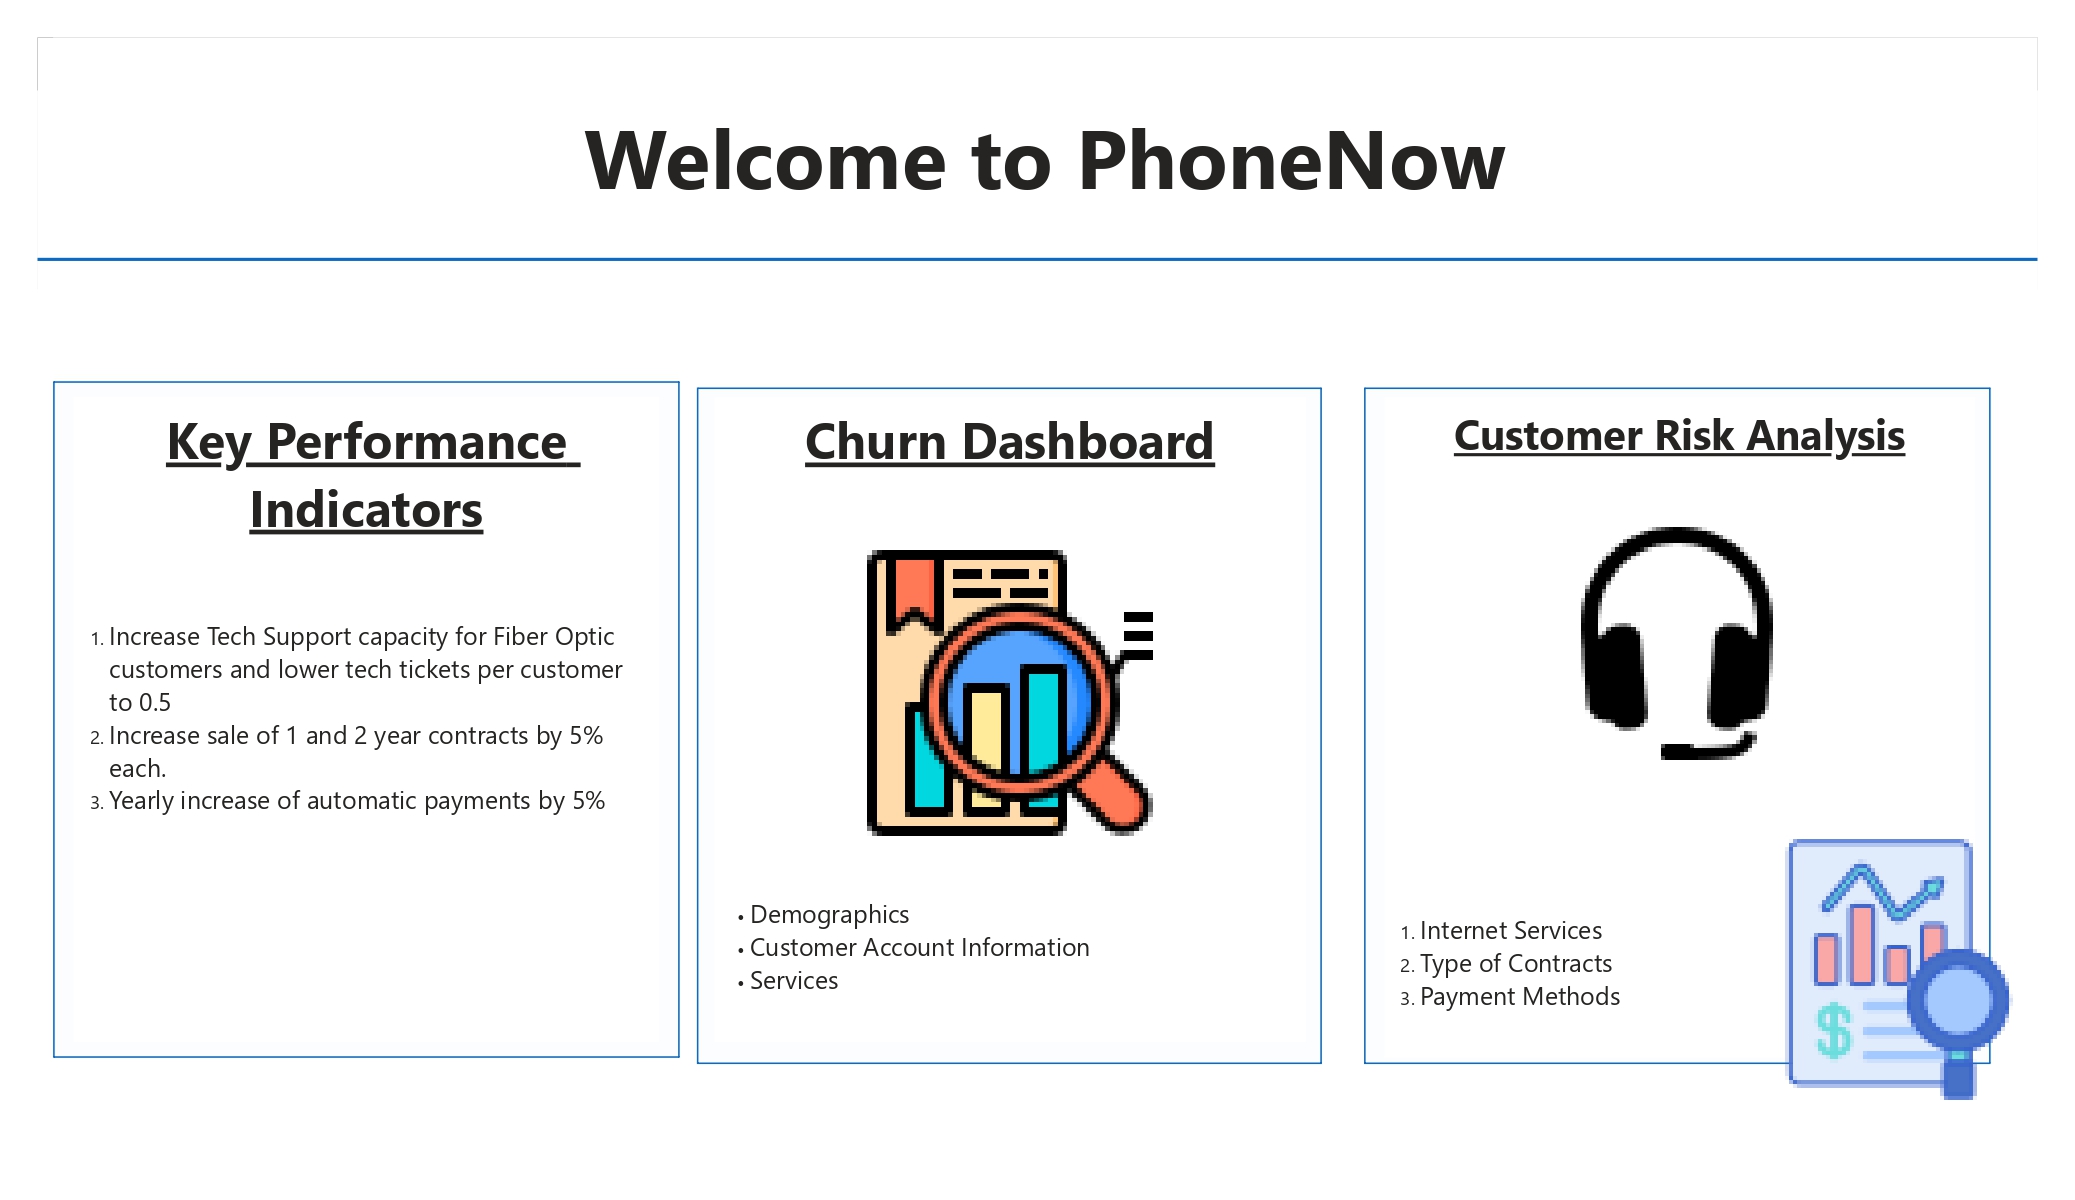 Welcome to PhoneNow
Key Performance
Indicators
1. Increase Tech Support capacity for Fiber Optic
customers and lower tech tickets per customer
to 0.5
2. Increase sale of 1 and 2 year contracts by 5%
each.
3. Yearly increase of automatic payments by 5%
Churn Dashboard
• Demographics
• Customer Account Information
• Services
Customer Risk Analysis
1. Internet Services
2. Type of Contracts
3. Payment Methods
$